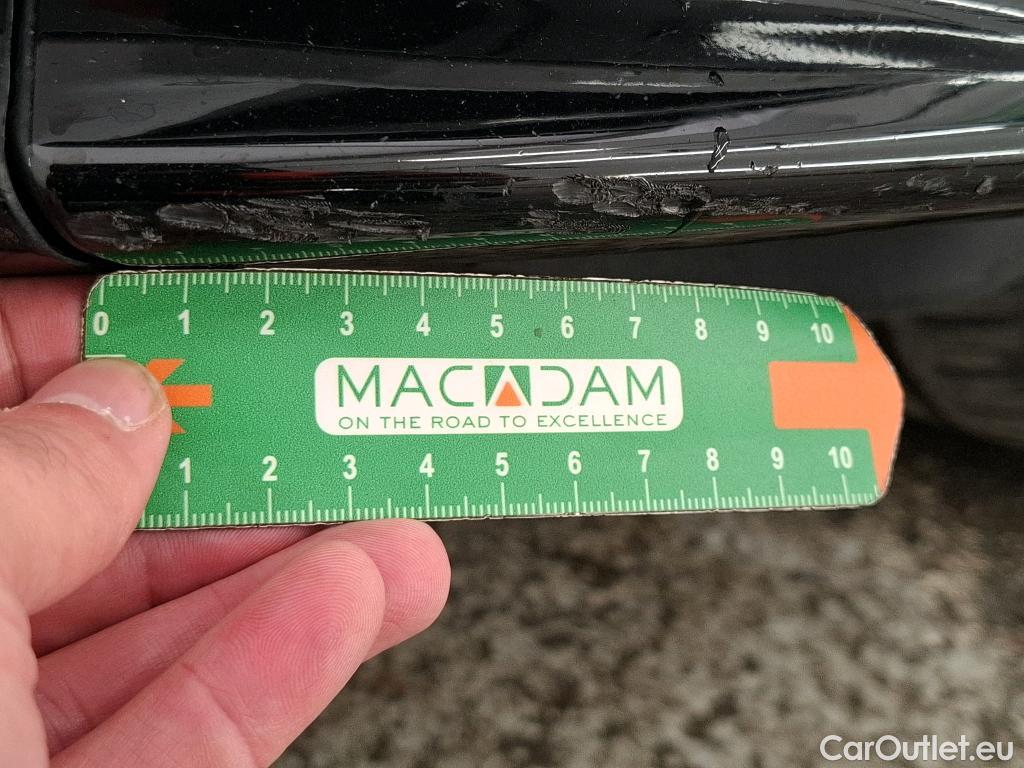 0 1 2 3 4 5 6 7 8 9 10
MACADAM
ON THE ROAD TO EXCELLENCE
1 2 3 4 5 6 7 8 9 10
CarOutlet.eu